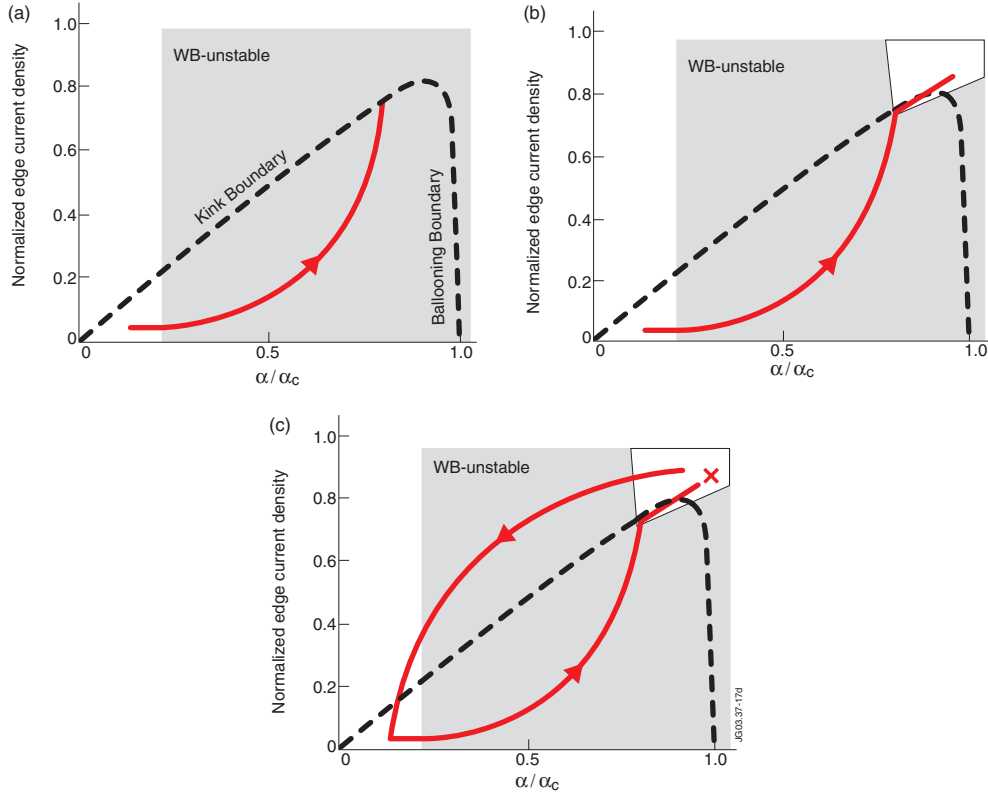 (a)
1.0
0.8
0.6
0.4
0.2
0
Normalized edge current density
WB-unstable
Kink Boundary
Ballooning Boundary
0
0.5
1.0
α/αc
(b)
1.0
0.8
0.6
0.4
0.2
0
Normalized edge current density
WB-unstable
0
0.5
1.0
α/αc
(c)
1.0
0.8
0.6
0.4
0.2
0
Normalized edge current density
WB-unstable
JG03.37-17d
0
0.5
1.0
α/αc